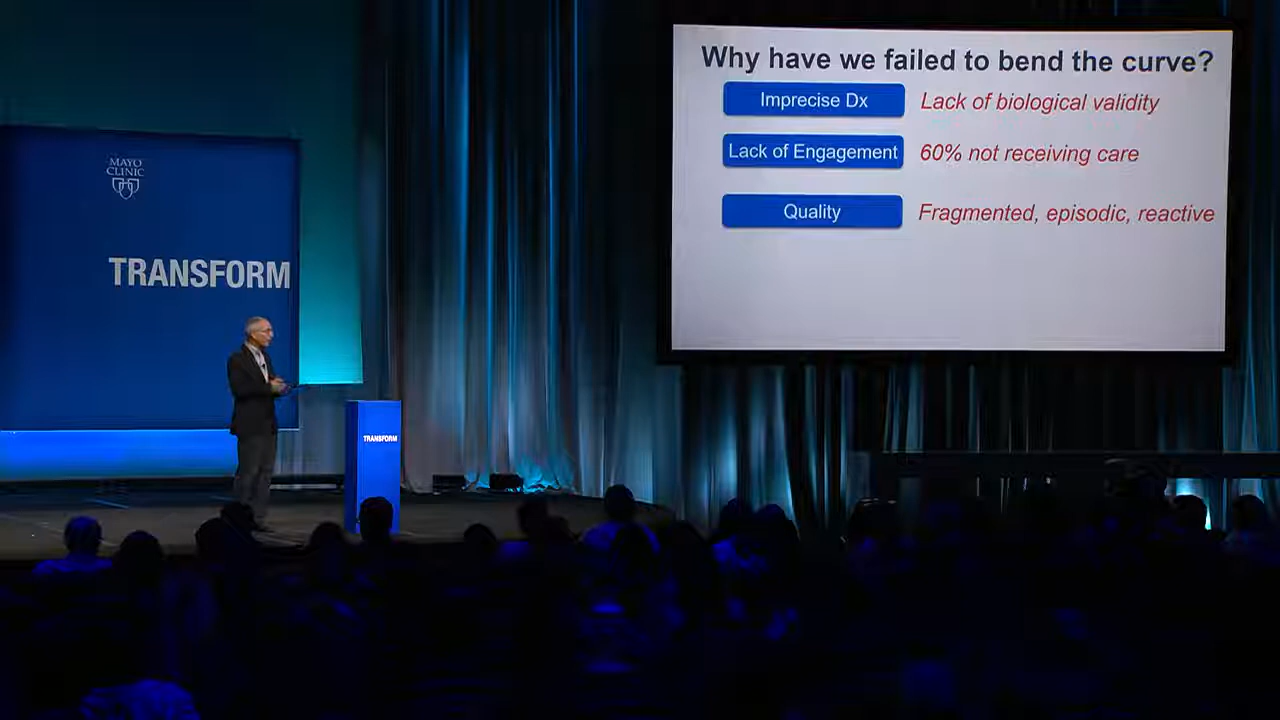 Why have we failed to bend the curve?
Imprecise Dx Lack of biological validity
Lack of Engagement 60% not receiving care
Quality Fragmented, episodic, reactive
MAYO
CLINIC
TRANSFORM
TRANSFORM